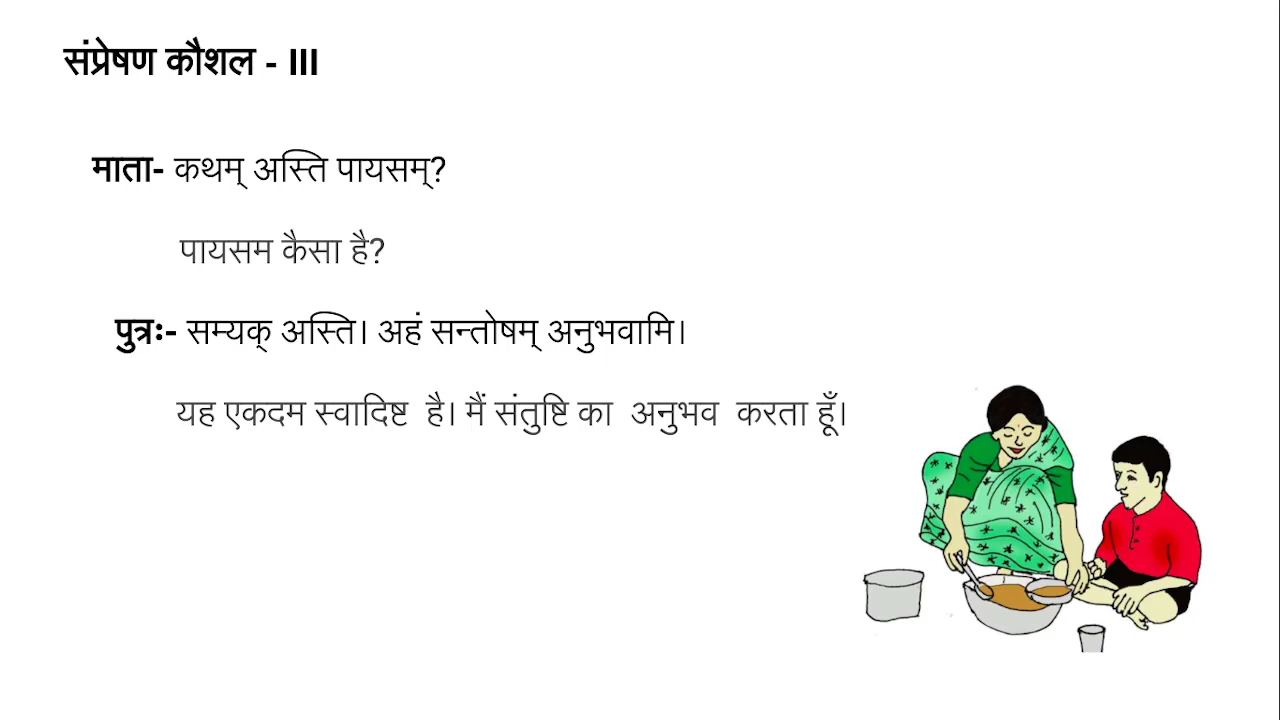 संप्रेषण कौशल - III
माता- कथम् अस्ति पायसम्?
पायसम कैसा है?
पुत्रः- सम्यक् अस्ति। अहं सन्तोषम् अनुभवामि।
यह एकदम स्वादिष्ट है। मैं संतुष्टि का अनुभव करता हूँ।